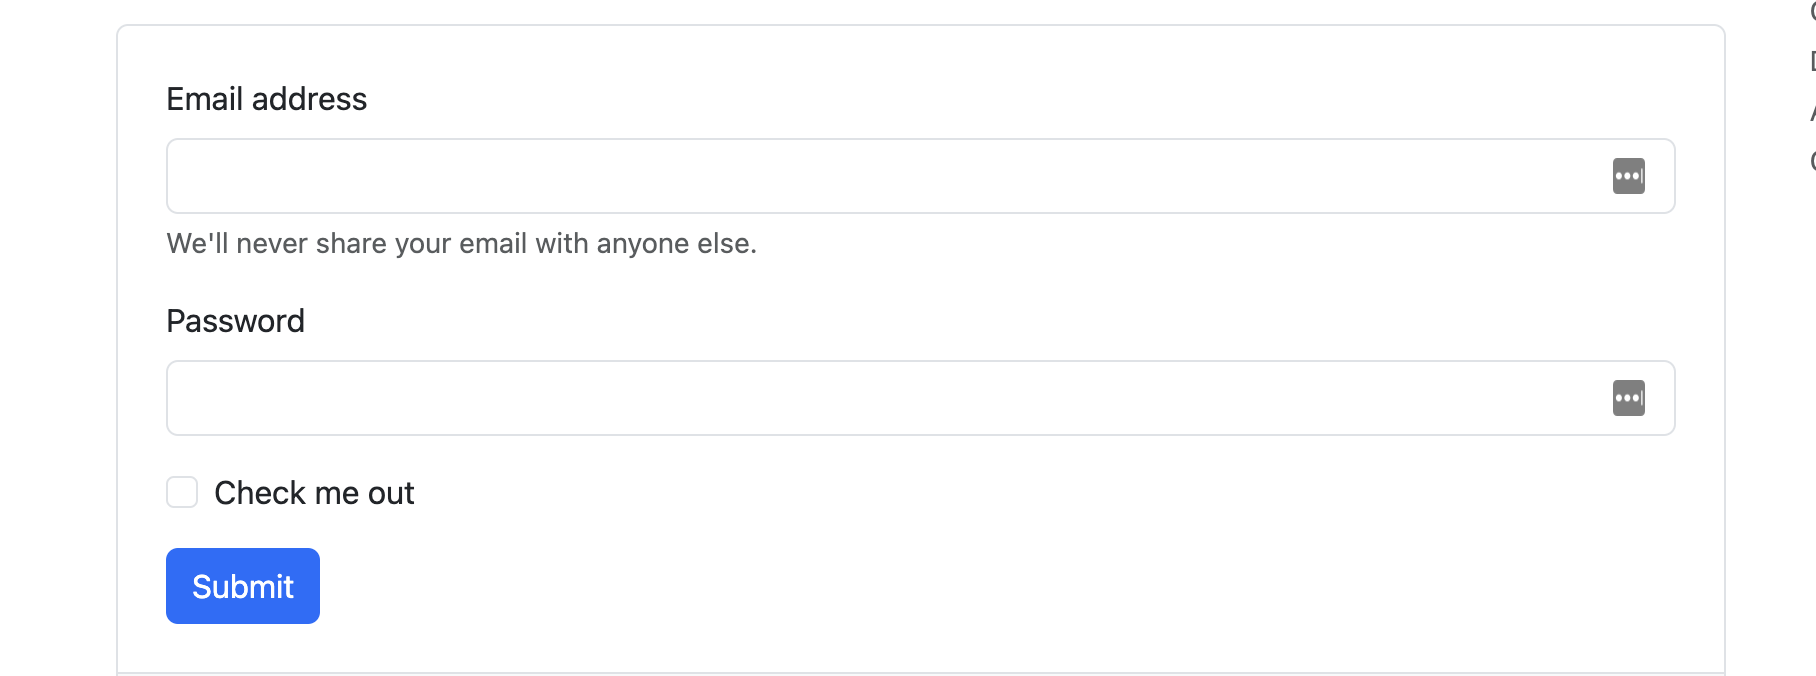 Email address
We'll never share your email with anyone else.
Password
Check me out
Submit